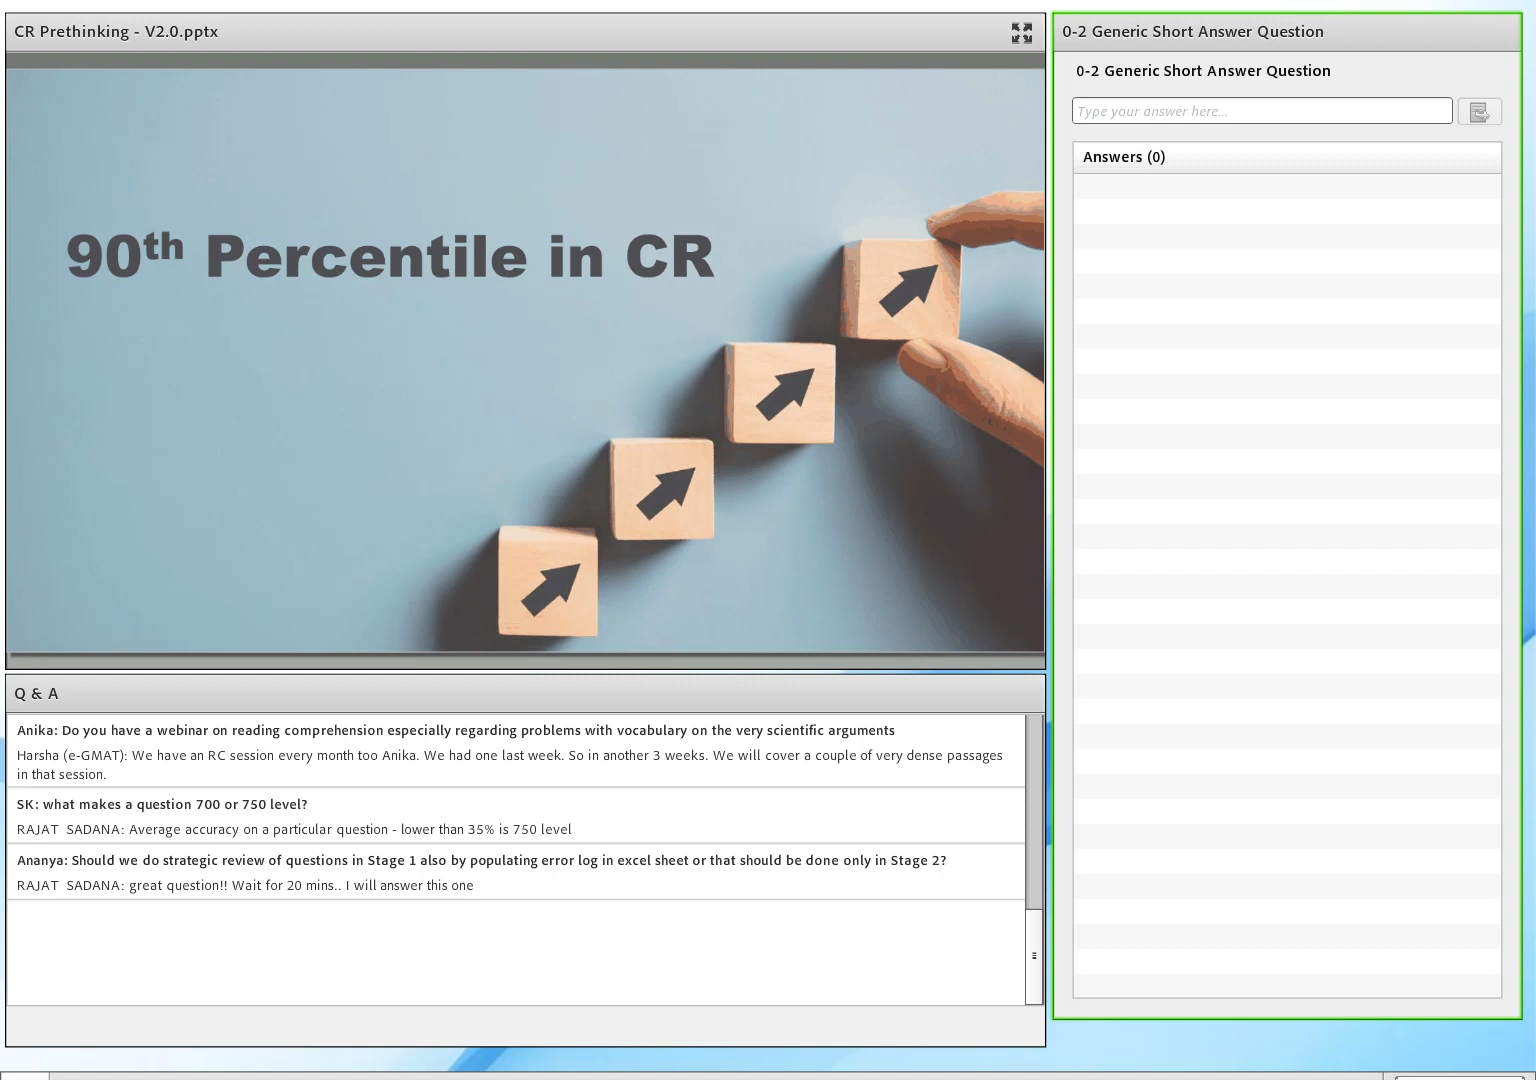 CR Prethinking - V2.0.pptx
90th Percentile in CR
Q & A
Anika: Do you have a webinar on reading comprehension especially regarding problems with vocabulary on the very scientific arguments
Harsha (e-GMAT): We have an RC session every month too Anika. We had one last week. So in another 3 weeks. We will cover a couple of very dense passages
in that session.
SK: what makes a question 700 or 750 level?
RAJAT SADANA: Average accuracy on a particular question - lower than 35% is 750 level
Ananya: Should we do strategic review of questions in Stage 1 also by populating error log in excel sheet or that should be done only in Stage 2?
RAJAT SADANA: great question!! Wait for 20 mins.. I will answer this one
0-2 Generic Short Answer Question
0-2 Generic Short Answer Question
Type your answer here...
Answers (0)